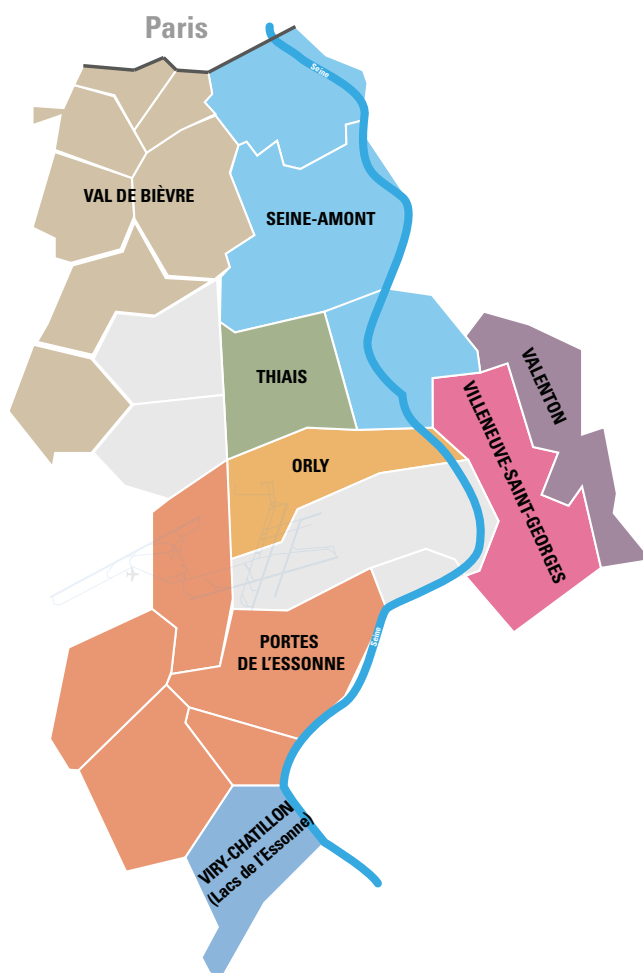 Paris
Seine
VAL DE BIÈVRE
SEINE-AMONT
THIAIS
VALENTON
VILLENEUVE-SAINT-GEORGES
ORLY
PORTES
DE L'ESSONNE
Seine
VIRY-CHATILLON
(Lacs de l'Essonne)